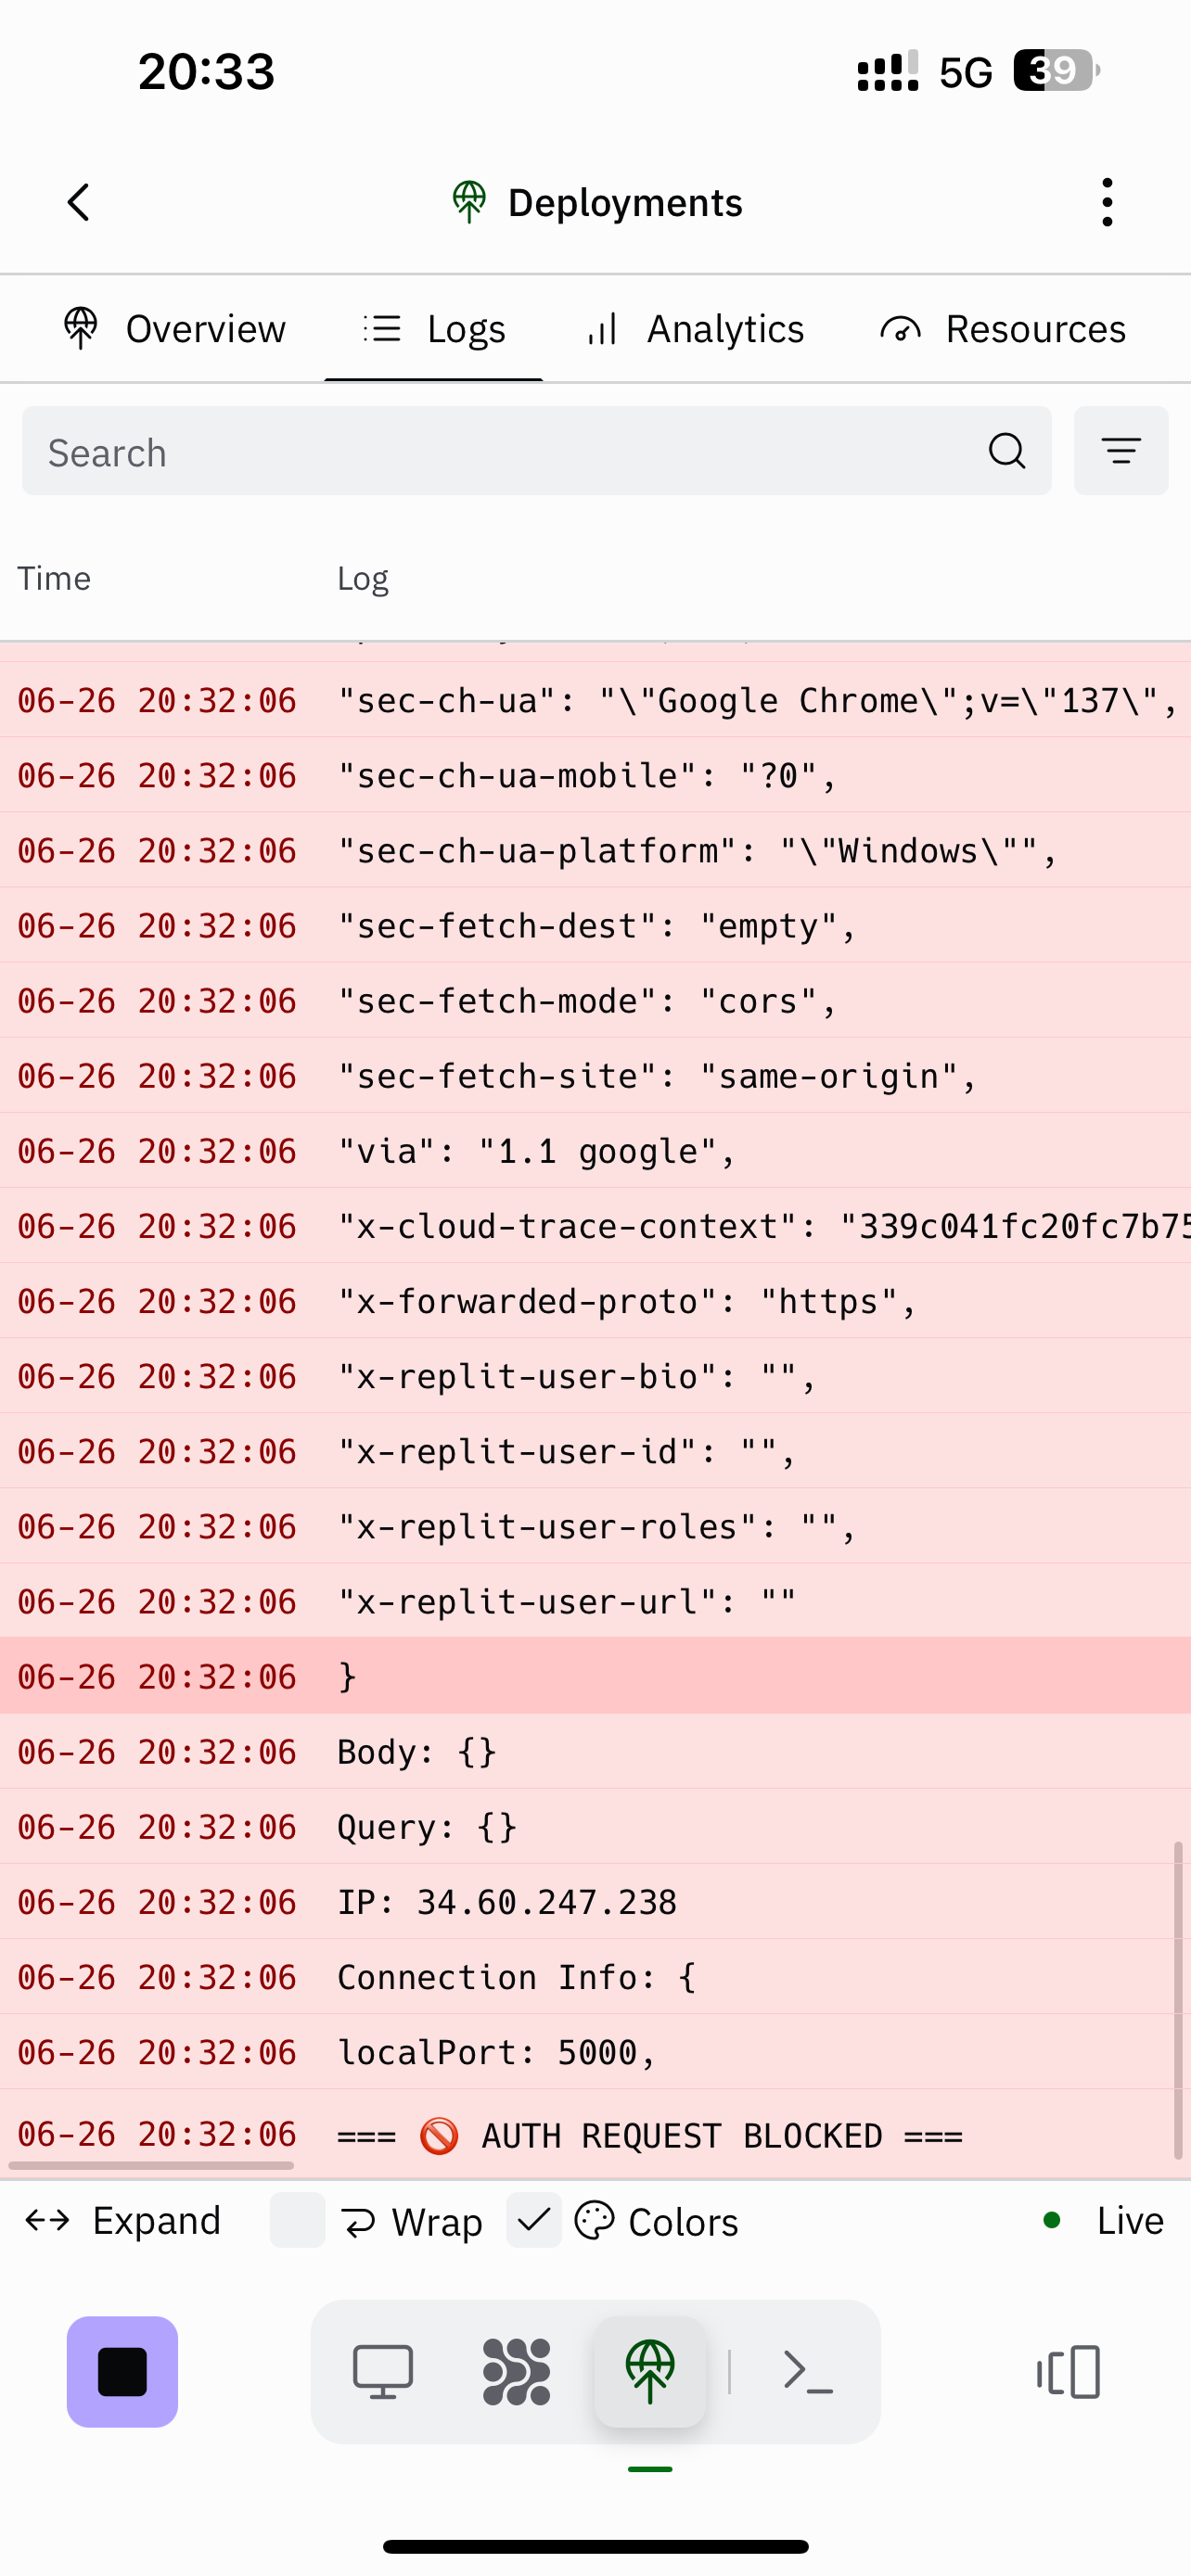 20:33
5G
39
Deployments
Overview
Logs
Analytics
Resources
Search
Time
Log
06-26 20:32:06 "sec-ch-ua": "\"Google Chrome\";v=\"137\",
06-26 20:32:06 "sec-ch-ua-mobile": "?0",
06-26 20:32:06 "sec-ch-ua-platform": "\"Windows\"",
06-26 20:32:06 "sec-fetch-dest": "empty",
06-26 20:32:06 "sec-fetch-mode": "cors",
06-26 20:32:06 "sec-fetch-site": "same-origin",
06-26 20:32:06 "via": "1.1 google",
06-26 20:32:06 "x-cloud-trace-context": "339c041fc20fc7b75
06-26 20:32:06 "x-forwarded-proto": "https",
06-26 20:32:06 "x-replit-user-bio": "",
06-26 20:32:06 "x-replit-user-id": "",
06-26 20:32:06 "x-replit-user-roles": "",
06-26 20:32:06 "x-replit-user-url": ""
06-26 20:32:06 }
06-26 20:32:06 Body: {}
06-26 20:32:06 Query: {}
06-26 20:32:06 IP: 34.60.247.238
06-26 20:32:06 Connection Info: {
06-26 20:32:06 localPort: 5000,
06-26 20:32:06 === 🚫 AUTH REQUEST BLOCKED ===
Expand
Wrap
Colors
Live